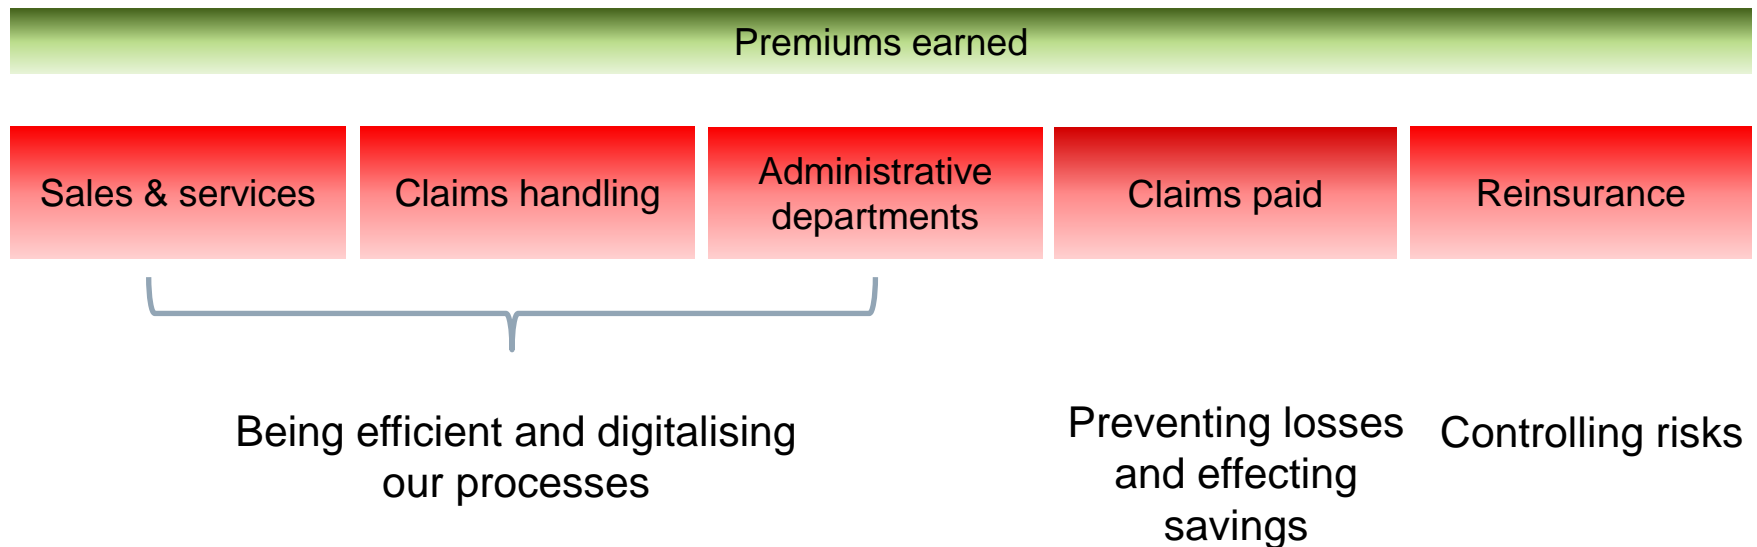 Premiums earned
Sales & services
Claims handling
Administrative
departments
Claims paid
Reinsurance
Being efficient and digitalising
our processes
Preventing losses
and effecting
savings
Controlling risks